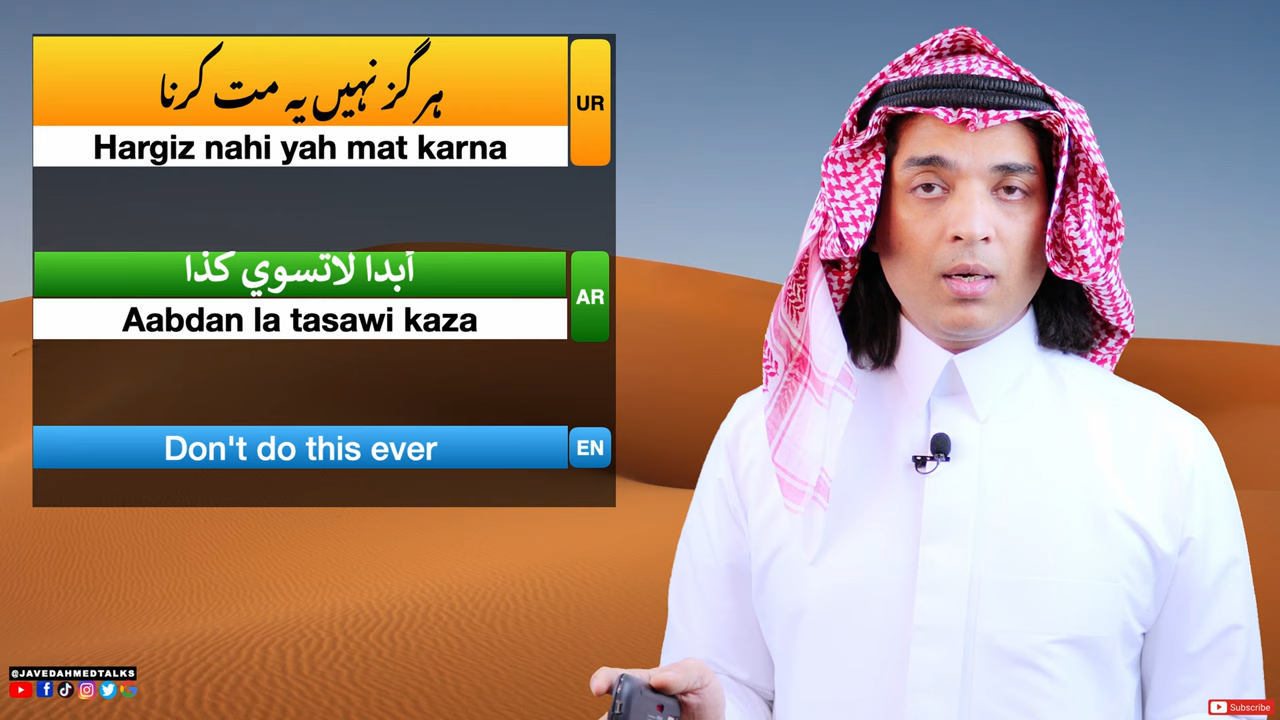 ہرگز نہیں یہ مت کرنا
UR
Hargiz nahi yah mat karna
أبدا لاتسوي كذا
AR
Aabdan la tasawi kaza
Don't do this ever
EN
@JAVEDAHMEDTALKS
Subscribe